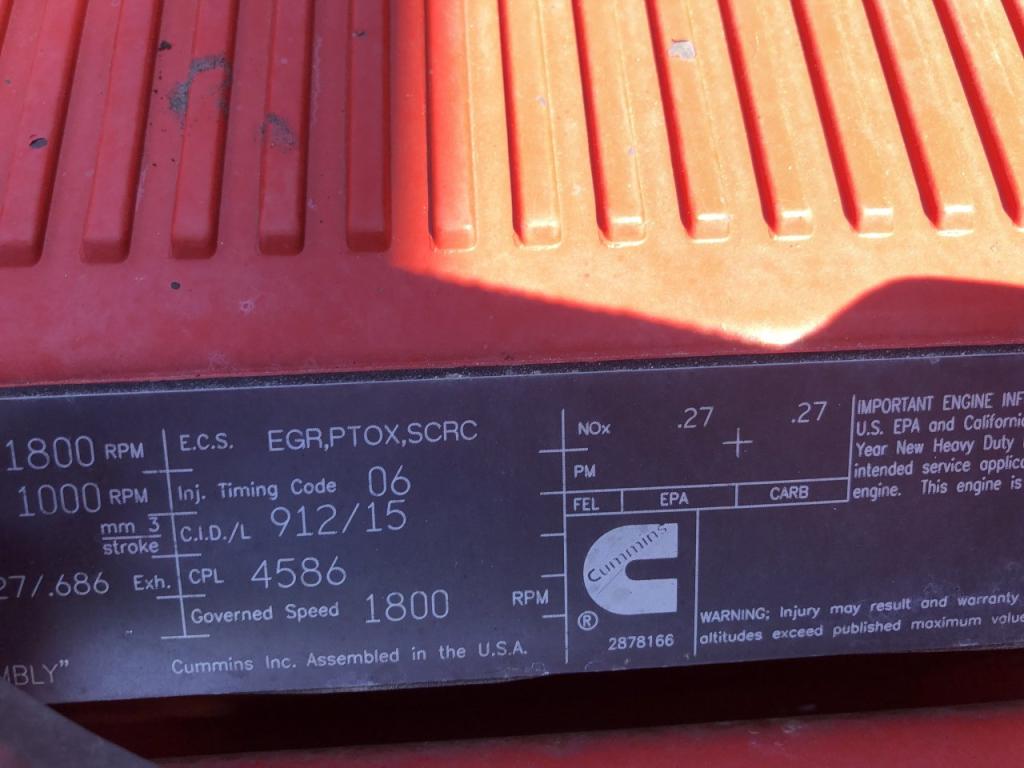 1800 RPM
1000 RPM
mm 3
stroke
27/.686 Exh.
MBLY"
E.C.S. EGR,PTOX,SCRC
Inj. Timing Code 06
C.I.D./L 912/15
CPL 4586
Governed Speed 1800 RPM
Cummins Inc. Assembled in the U.S.A.
NOx .27 .27
PM
FEL EPA CARB
Cummins
®
2878166
IMPORTANT ENGINE INF
U.S. EPA and California
Year New Heavy Duty
intended service applica
engine. This engine is
WARNING: Injury may result and warranty
altitudes exceed published maximum value